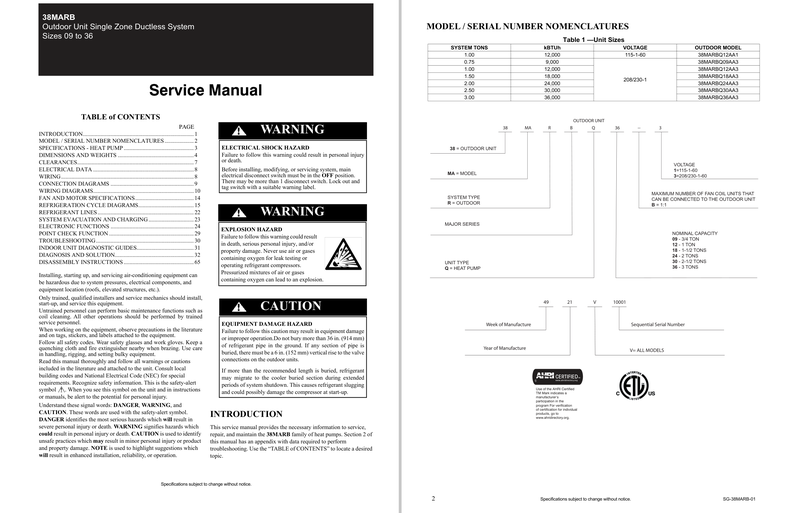 38MARB
Outdoor Unit Single Zone Ductless System
Sizes 09 to 36
Service Manual
TABLE of CONTENTS
PAGE
INTRODUCTION 1
MODEL / SERIAL NUMBER NOMENCLATURES 2
SPECIFICATIONS - HEAT PUMP 3
DIMENSIONS AND WEIGHTS 4
CLEARANCES 7
ELECTRICAL DATA 8
WIRING 8
CONNECTION DIAGRAMS 9
WIRING DIAGRAMS 10
FAN AND MOTOR SPECIFICATIONS 14
REFRIGERATION CYCLE DIAGRAMS 15
REFRIGERANT LINES 22
SYSTEM EVACUATION AND CHARGING 23
ELECTRONIC FUNCTIONS 24
POINT CHECK FUNCTION 29
TROUBLESHOOTING 30
INDOOR UNIT DIAGNOSTIC GUIDES 31
DIAGNOSIS AND SOLUTION 32
DISASSEMBLY INSTRUCTIONS 65
Installing, starting up, and servicing air-conditioning equipment can
be hazardous due to system pressures, electrical components, and
equipment location (roofs, elevated structures, etc.).
Only trained, qualified installers and service mechanics should install,
start-up, and service this equipment.
Untrained personnel can perform basic maintenance functions such as
coil cleaning. All other operations should be performed by trained
service personnel.
When working on the equipment, observe precautions in the literature
and on tags, stickers, and labels attached to the equipment.
Follow all safety codes. Wear safety glasses and work gloves. Keep a
quenching cloth and fire extinguisher nearby when brazing. Use care
in handling, rigging, and setting bulky equipment.
Read this manual thoroughly and follow all warnings or cautions
included in the literature and attached to the unit. Consult local
building codes and National Electrical Code (NEC) for special
requirements. Recognize safety information. This is the safety-alert
symbol ⚠. When you see this symbol on the unit and in instructions
or manuals, be alert to the potential for personal injury.
Understand these signal words: DANGER, WARNING, and
CAUTION. These words are used with the safety-alert symbol.
DANGER identifies the most serious hazards which will result in
severe personal injury or death. WARNING signifies hazards which
could result in personal injury or death. CAUTION is used to identify
unsafe practices which may result in minor personal injury or product
and property damage. NOTE is used to highlight suggestions which
will result in enhanced installation, reliability, or operation.
WARNING
ELECTRICAL SHOCK HAZARD
Failure to follow this warning could result in personal injury
or death.
Before installing, modifying, or servicing system, main
electrical disconnect switch must be in the OFF position.
There may be more than 1 disconnect switch. Lock out and
tag switch with a suitable warning label.
WARNING
EXPLOSION HAZARD
Failure to follow this warning could result
in death, serious personal injury, and/or
property damage. Never use air or gases
containing oxygen for leak testing or
operating refrigerant compressors.
Pressurized mixtures of air or gases
containing oxygen can lead to an explosion.
CAUTION
EQUIPMENT DAMAGE HAZARD
Failure to follow this caution may result in equipment damage
or improper operation.Do not bury more than 36 in. (914 mm)
of refrigerant pipe in the ground. If any section of pipe is
buried, there must be a 6 in. (152 mm) vertical rise to the valve
connections on the outdoor units.
If more than the recommended length is buried, refrigerant
may migrate to the cooler buried section during extended
periods of system shutdown. This causes refrigerant slugging
and could possibly damage the compressor at start-up.
INTRODUCTION
This service manual provides the necessary information to service,
repair, and maintain the 38MARB family of heat pumps. Section 2 of
this manual has an appendix with data required to perform
troubleshooting. Use the "TABLE of CONTENTS" to locate a desired
topic.
Specifications subject to change without notice.
MODEL / SERIAL NUMBER NOMENCLATURES
Table 1 —Unit Sizes
SYSTEM TONS kBTUh VOLTAGE OUTDOOR MODEL
1.00 12,000 115-1-60 38MARBQ12AA1
0.75 9,000 38MARBQ09AA3
1.00 12,000 38MARBQ12AA3
1.50 18,000 38MARBQ18AA3
208/230-1
2.00 24,000 38MARBQ24AA3
2.50 30,000 38MARBQ30AA3
3.00 36,000 38MARBQ36AA3
OUTDOOR UNIT
38 MA R B Q 36 – 3
38 = OUTDOOR UNIT
MA = MODEL
SYSTEM TYPE
R = OUTDOOR
MAJOR SERIES
UNIT TYPE
Q = HEAT PUMP
VOLTAGE
1=115-1-60
3=208/230-1-60
MAXIMUM NUMBER OF FAN COIL UNITS THAT
CAN BE CONNECTED TO THE OUTDOOR UNIT
B = 1:1
NOMINAL CAPACITY
09 - 3/4 TON
12 - 1 TON
18 - 1-1/2 TONS
24 - 2 TONS
30 - 2-1/2 TONS
36 - 3 TONS
49 21 V 10001
Week of Manufacture
Year of Manufacture
Sequential Serial Number
V= ALL MODELS
AHRI CERTIFIED
Use of the AHRI Certified
TM Mark indicates a
manufacturer's
participation in the
program For verification
of certification for individual
products, go to
www.ahridirectory.org.
C ETL US
2
Specifications subject to change without notice.
SG-38MARB-01